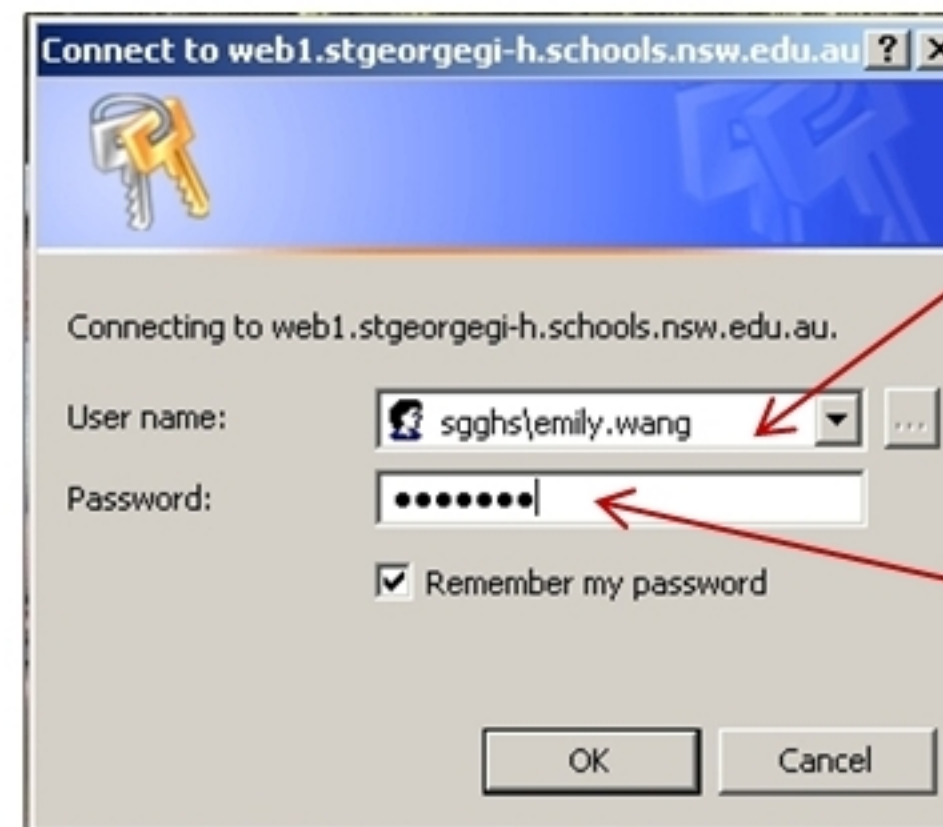 Connect to web1.stgeorgegi-h.schools.nsw.edu.au ? X
Connecting to web1.stgeorgegi-h.schools.nsw.edu.au.
User name: sgghs\emily.wang ...
Password: •••••••
Remember my password
OK Cancel